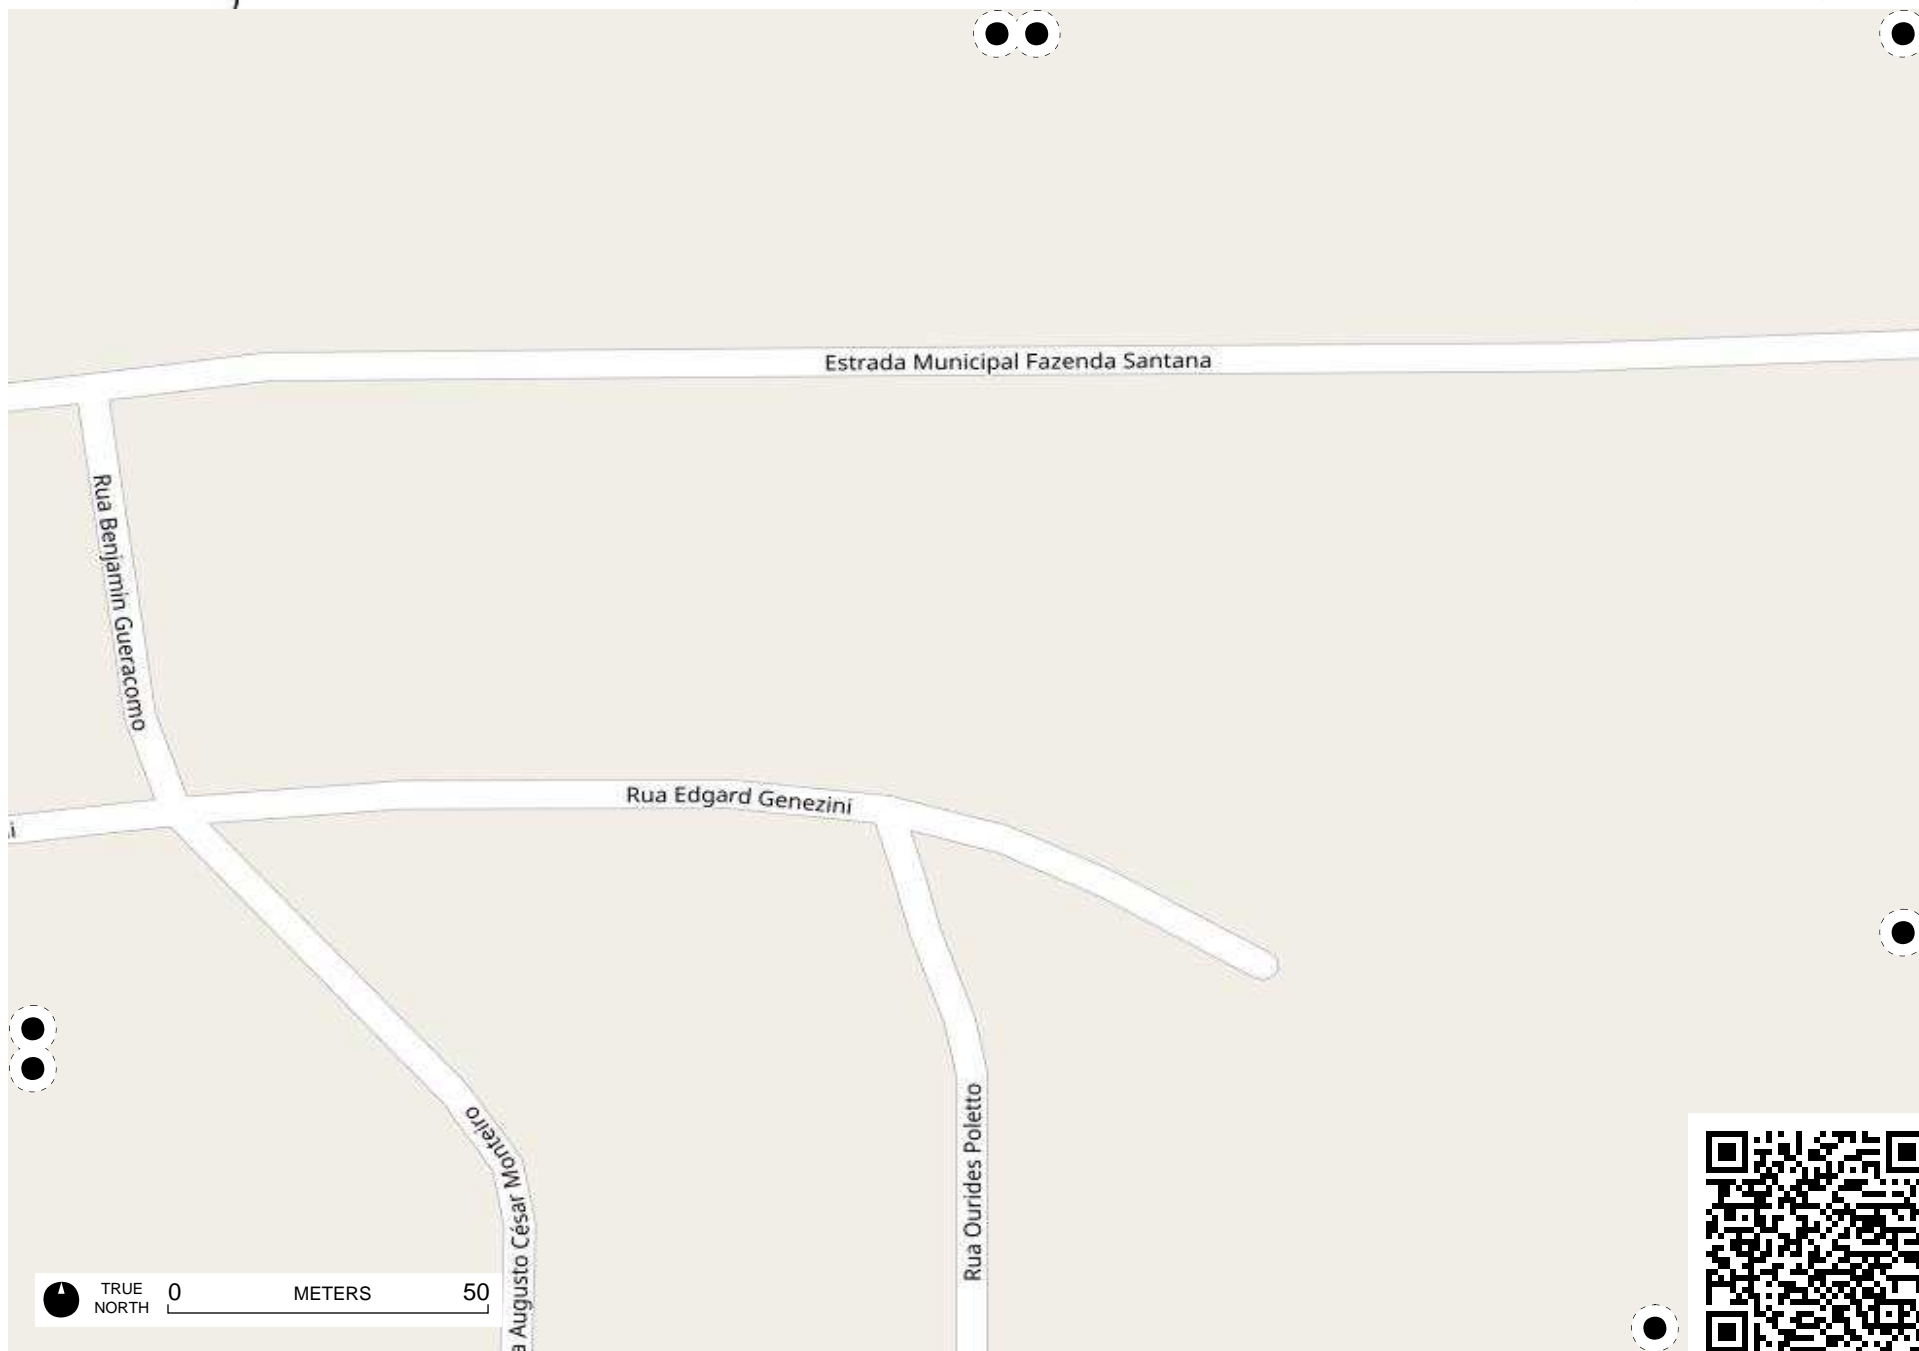 Estrada Municipal Fazenda Santana
Rua Benjamin Gueracomo
Rua Edgard Genezini
Monteiro
Augusto César
Rua Ourides Poletto
TRUE NORTH
0 METERS 50